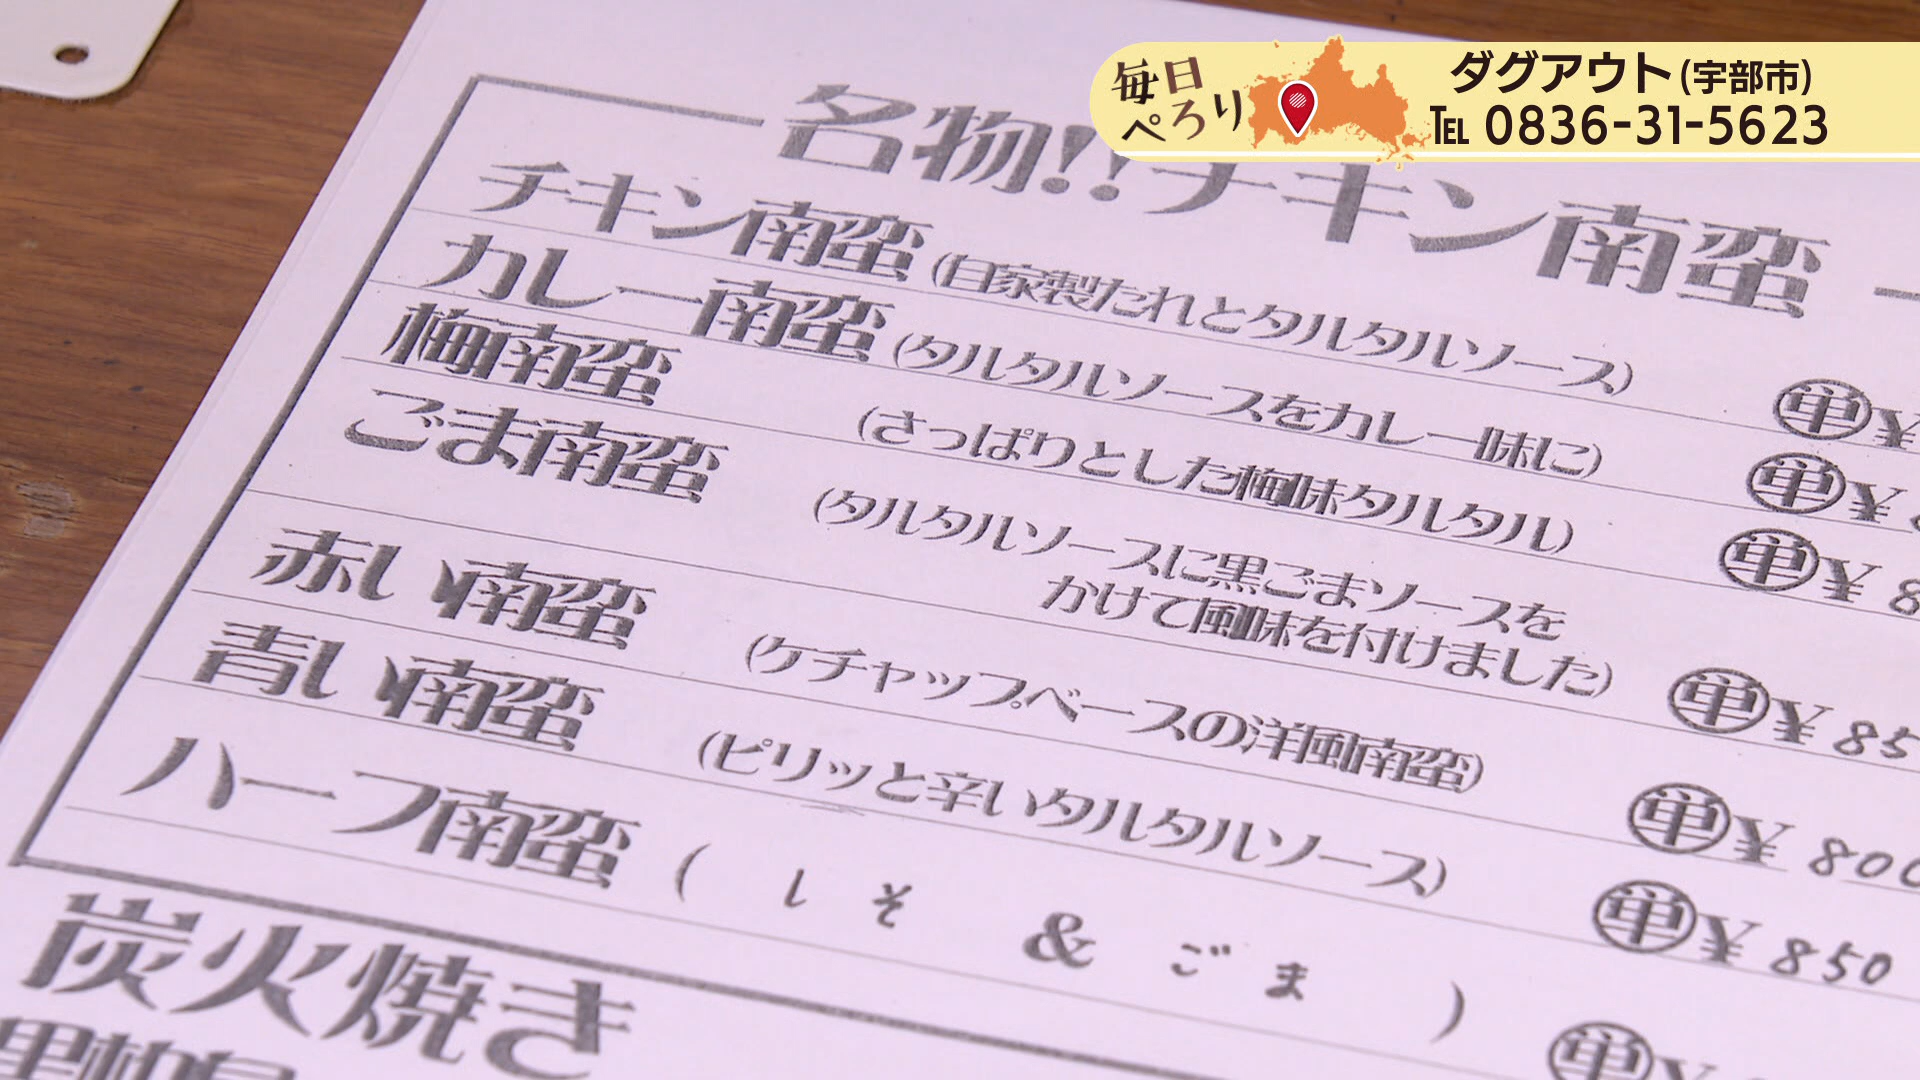 毎日ぺろり
ダグアウト(宇部市)
TEL 0836-31-5623
名物!!チキン南蛮
チキン南蛮 (自家製たれとタルタルソース) 単 ¥
カレー南蛮 (タルタルソースをカレー味に) 単 ¥
梅南蛮 (さっぱりとした梅味タルタル) 単 ¥ 8
ごま南蛮 (タルタルソースに黒ごまソースを
かけて風味を付けました) 単 ¥ 85
赤い南蛮 (ケチャップベースの洋風南蛮) 単 ¥ 800
青い南蛮 (ピリッと辛いタルタルソース) 単 ¥ 850
ハーフ南蛮 ( しそ & ごま ) 単 ¥
炭火焼き